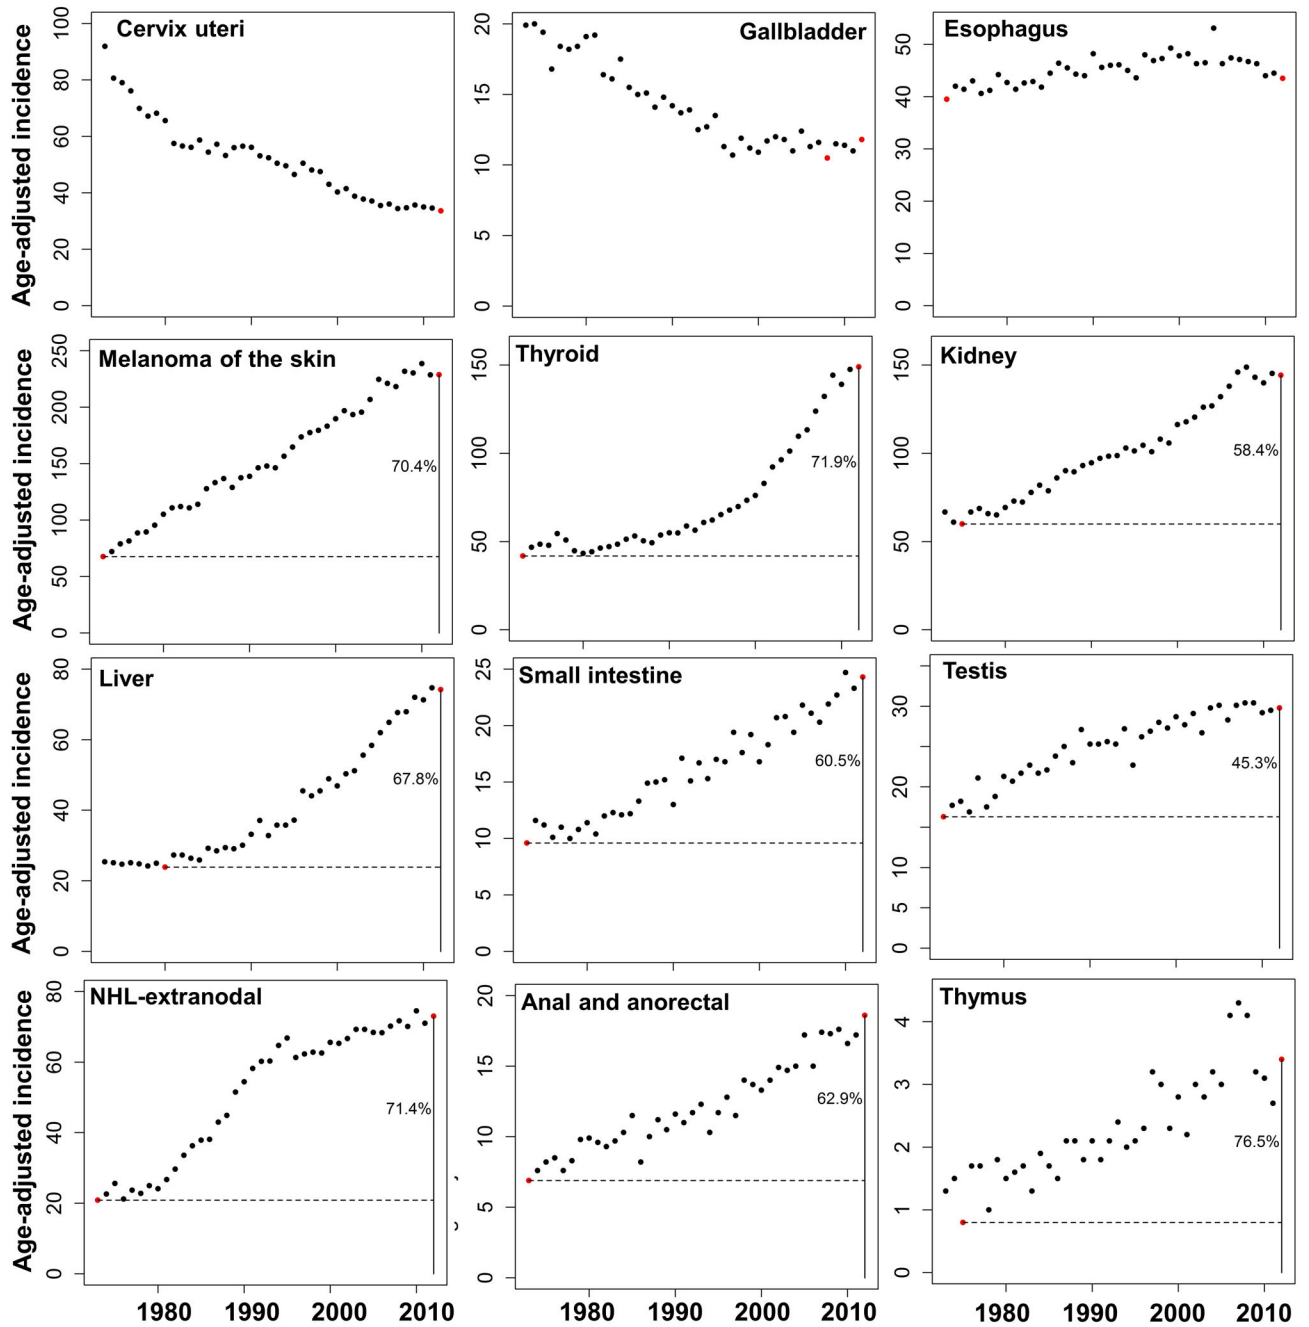 Cervix uteri
Gallbladder
Esophagus
Age-adjusted incidence
0 20 40 60 80 100
0 5 10 15 20
0 10 20 30 40 50
Melanoma of the skin
Thyroid
Kidney
Age-adjusted incidence
0 50 100 150 200 250
0 50 100 150
0 50 100 150
70.4%
71.9%
58.4%
Liver
Small intestine
Testis
Age-adjusted incidence
0 20 40 60 80
0 5 10 15 20 25
0 5 10 20 30
67.8%
60.5%
45.3%
NHL-extranodal
Anal and anorectal
Thymus
Age-adjusted incidence
0 20 40 60 80
0 5 10 15 20
0 1 2 3 4
71.4%
62.9%
76.5%
1980 1990 2000 2010
1980 1990 2000 2010
1980 1990 2000 2010